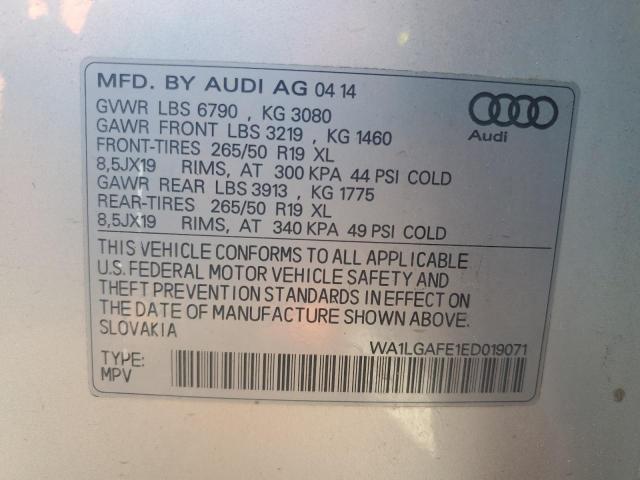 MFD. BY AUDI AG 04 14
GVWR LBS 6790 , KG 3080
GAWR FRONT LBS 3219 , KG 1460
FRONT-TIRES 265/50 R19 XL
8,5JX19 RIMS, AT 300 KPA 44 PSI COLD
GAWR REAR LBS 3913 , KG 1775
REAR-TIRES 265/50 R19 XL
8,5JX19 RIMS, AT 340 KPA 49 PSI COLD
Audi
THIS VEHICLE CONFORMS TO ALL APPLICABLE
U.S. FEDERAL MOTOR VEHICLE SAFETY AND
THEFT PREVENTION STANDARDS IN EFFECT ON
THE DATE OF MANUFACTURE SHOWN ABOVE.
SLOVAKIA
WA1LGAFE1ED019071
TYPE:
MPV